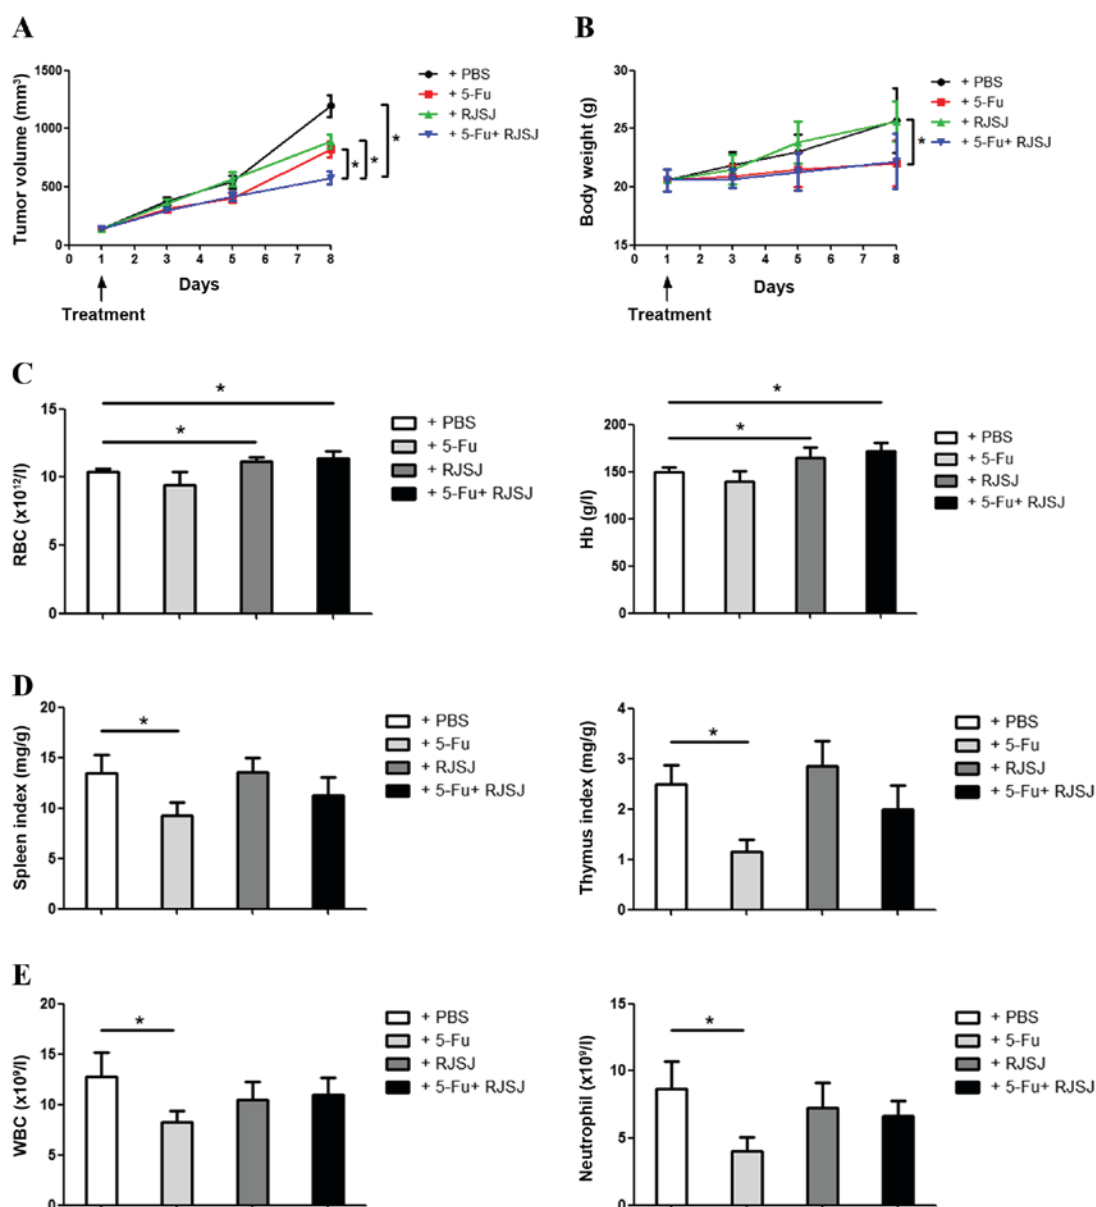 A
Tumor volume (mm³)
1500
1000
500
0
0 1 2 3 4 5 6 7 8
Days
Treatment
+ PBS
+ 5-Fu
+ RJSJ
+ 5-Fu+ RJSJ
*
*
*
B
Body weight (g)
30
25
20
15
0 1 2 3 4 5 6 7 8
Days
Treatment
+ PBS
+ 5-Fu
+ RJSJ
+ 5-Fu+ RJSJ
*
C
RBC (x10¹²/l)
15
10
5
0
*
*
+ PBS
+ 5-Fu
+ RJSJ
+ 5-Fu+ RJSJ
Hb (g/l)
200
150
100
50
0
*
*
+ PBS
+ 5-Fu
+ RJSJ
+ 5-Fu+ RJSJ
D
Spleen index (mg/g)
20
15
10
5
0
*
+ PBS
+ 5-Fu
+ RJSJ
+ 5-Fu+ RJSJ
Thymus index (mg/g)
4
3
2
1
0
*
+ PBS
+ 5-Fu
+ RJSJ
+ 5-Fu+ RJSJ
E
WBC (x10⁹/l)
20
15
10
5
0
*
+ PBS
+ 5-Fu
+ RJSJ
+ 5-Fu+ RJSJ
Neutrophil (x10⁹/l)
15
10
5
0
*
+ PBS
+ 5-Fu
+ RJSJ
+ 5-Fu+ RJSJ